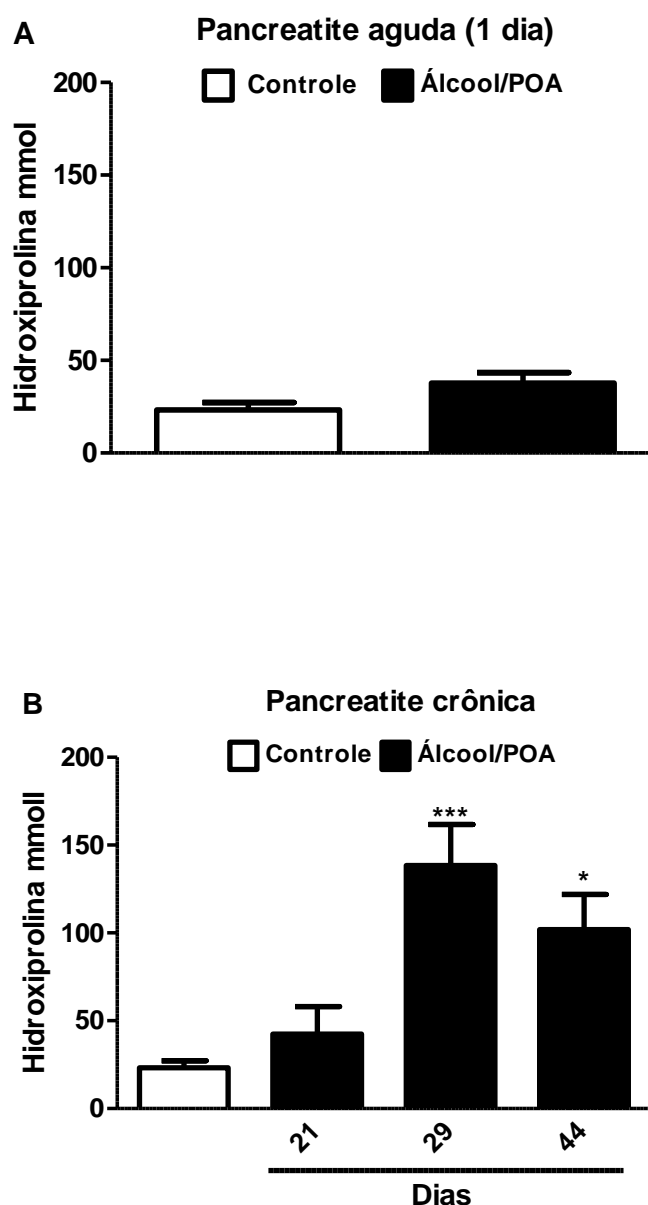 A
Pancreatite aguda (1 dia)
Controle Álcool/POA
Hidroxiprolina mmol
200
150
100
50
0
B
Pancreatite crônica
Controle Álcool/POA
Hidroxiprolina mmoll
200
150
100
50
0
***
*
21 29 44
Dias